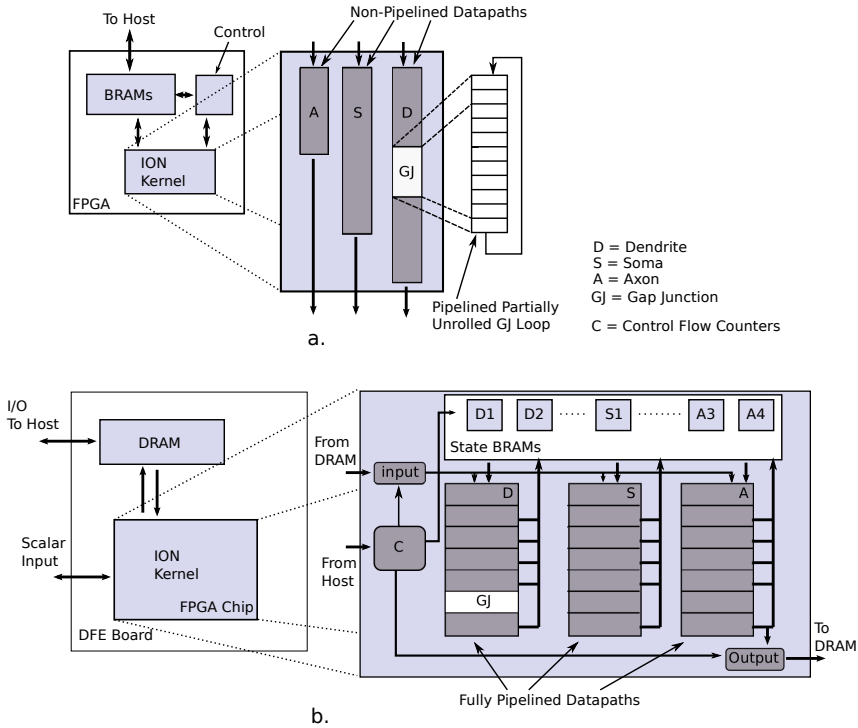 To Host
Non-Pipelined Datapaths
Control
BRAMs
ION
Kernel
FPGA
A
S
D
GJ
Pipelined Partially
Unrolled GJ Loop
D = Dendrite
S = Soma
A = Axon
GJ = Gap Junction
C = Control Flow Counters
a.
I/O
To Host
DRAM
Scalar
Input
ION
Kernel
FPGA Chip
DFE Board
D1
D2
S1
A3
A4
State BRAMs
From
DRAM
input
C
From
Host
D
S
A
GJ
Output
To
DRAM
Fully Pipelined Datapaths
b.